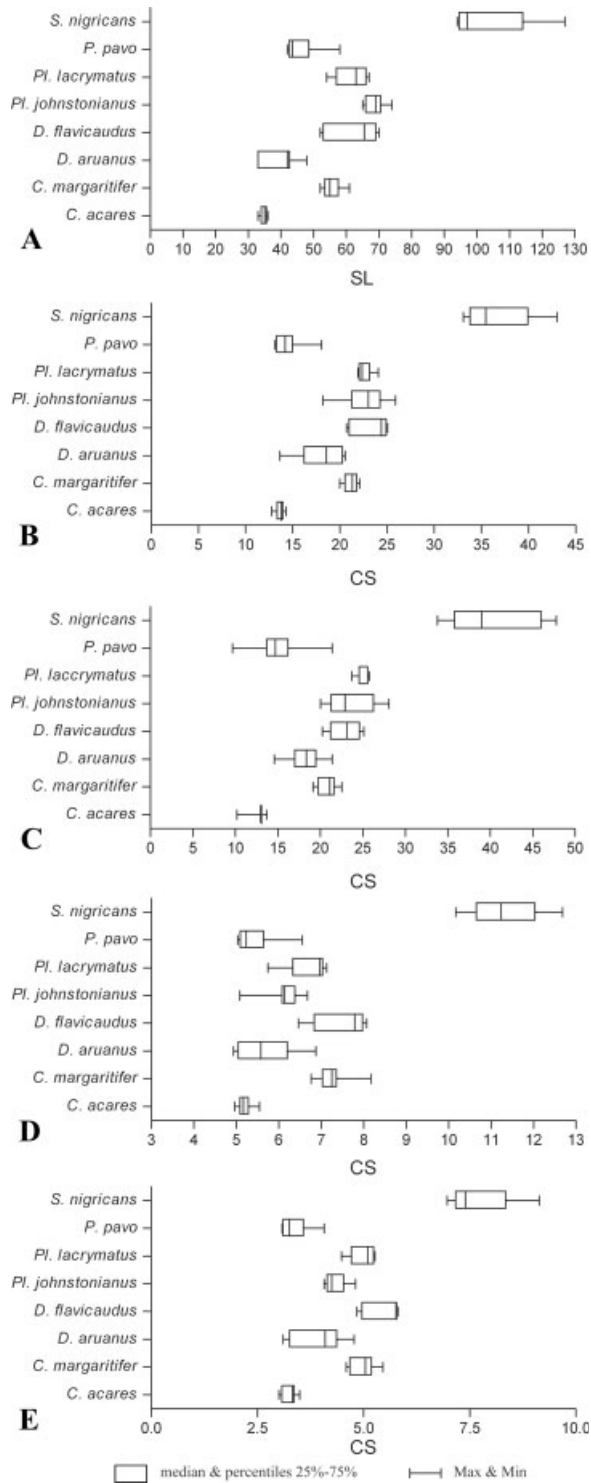 S. nigricans
P. pavo
Pl. lacrymatus
Pl. johnstonianus
D. flavicaudus
D. aruanus
C. margaritifer
C. acares
A
0 10 20 30 40 50 60 70 80 90 100 110 120 130
SL
S. nigricans
P. pavo
Pl. lacrymatus
Pl. johnstonianus
D. flavicaudus
D. aruanus
C. margaritifer
C. acares
B
0 5 10 15 20 25 30 35 40 45
CS
S. nigricans
P. pavo
Pl. laccrymatus
Pl. johnstonianus
D. flavicaudus
D. aruanus
C. margaritifer
C. acares
C
0 5 10 15 20 25 30 35 40 45 50
CS
S. nigricans
P. pavo
Pl. lacrymatus
Pl. johnstonianus
D. flavicaudus
D. aruanus
C. margaritifer
C. acares
D
3 4 5 6 7 8 9 10 11 12 13
CS
S. nigricans
P. pavo
Pl. lacrymatus
Pl. johnstonianus
D. flavicaudus
D. aruanus
C. margaritifer
C. acares
E
0.0 2.5 5.0 7.5 10.0
CS
median & percentiles 25%-75% Max & Min